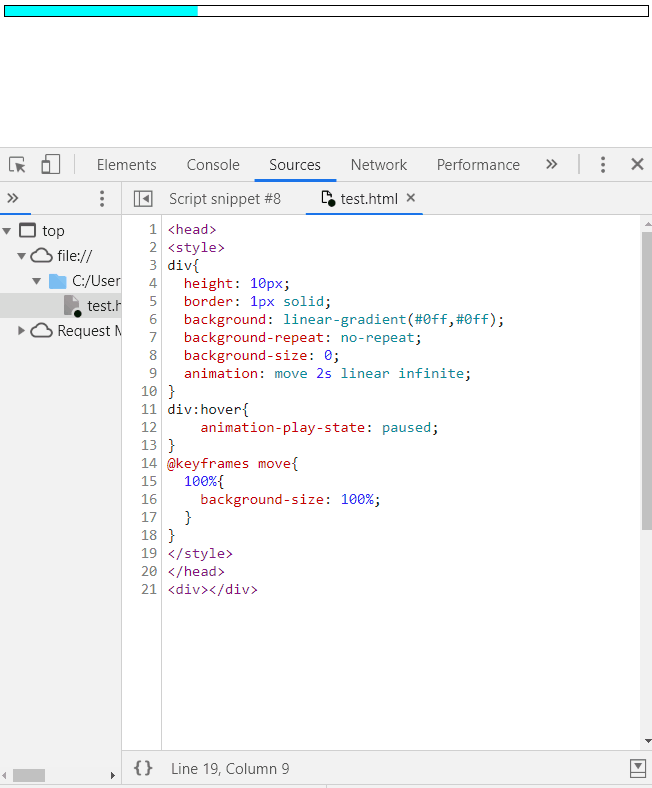 Elements Console Sources Network Performance »
» Script snippet #8 test.html ×
top
file://
C:/User
test.h
Request M
1 <head>
2 <style>
3 div{
4   height: 10px;
5   border: 1px solid;
6   background: linear-gradient(#0ff,#0ff);
7   background-repeat: no-repeat;
8   background-size: 0;
9   animation: move 2s linear infinite;
10 }
11 div:hover{
12     animation-play-state: paused;
13 }
14 @keyframes move{
15   100%{
16     background-size: 100%;
17   }
18 }
19 </style>
20 </head>
21 <div></div>
{} Line 19, Column 9